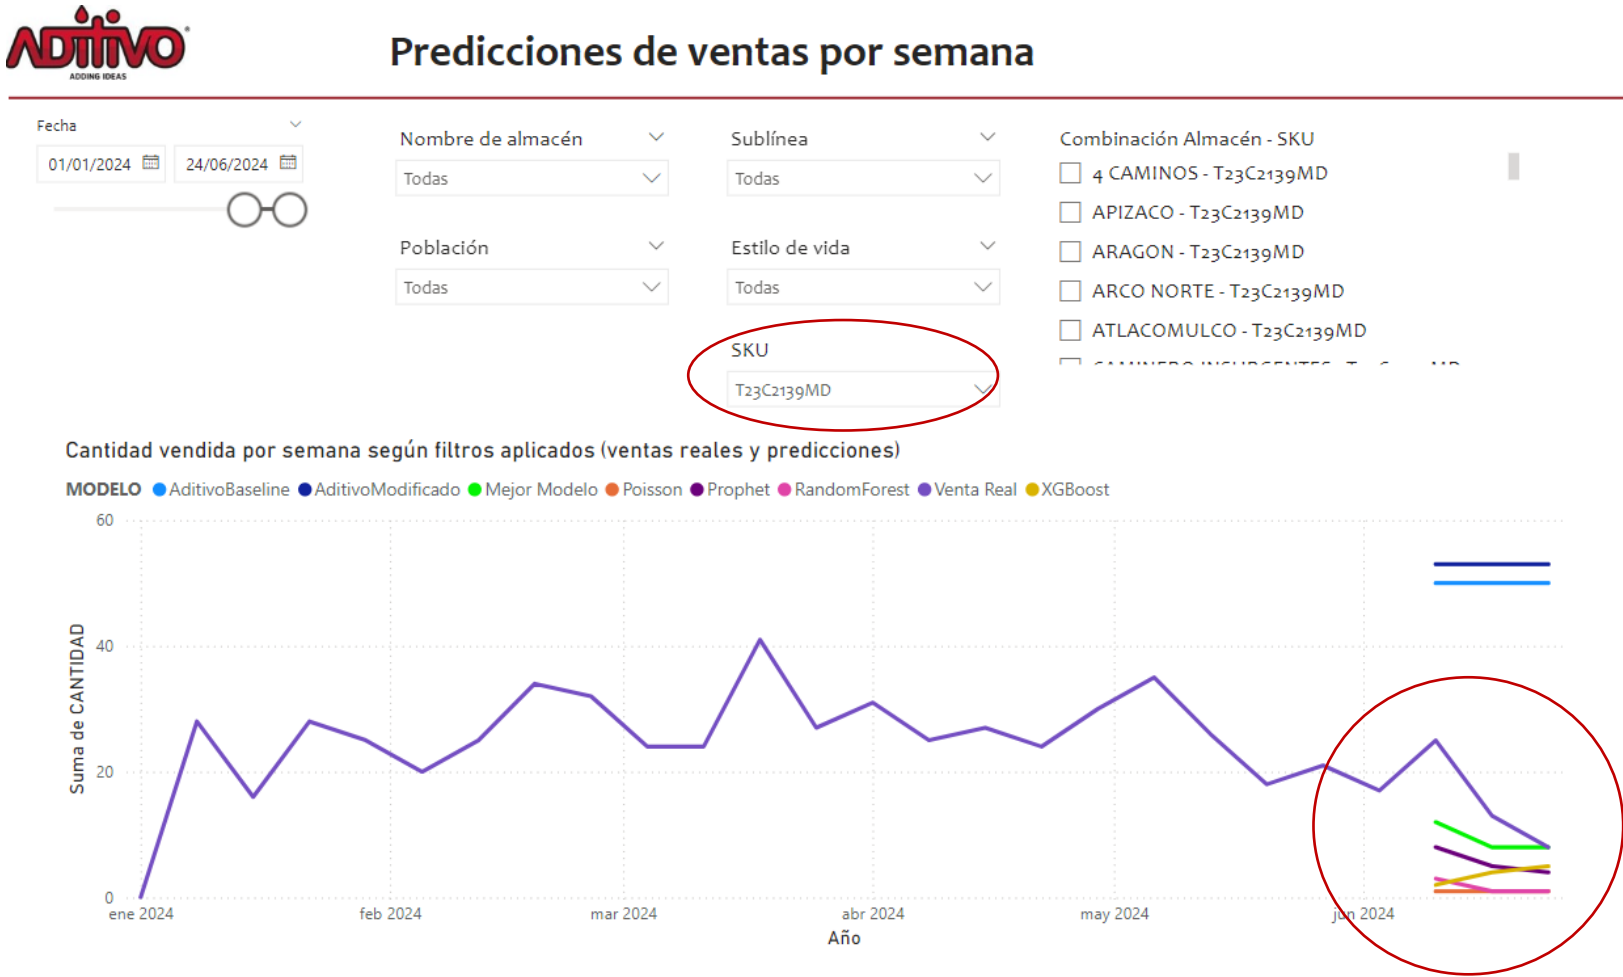 ADITIVO
ADDING IDEAS
Predicciones de ventas por semana
Fecha
01/01/2024 24/06/2024
Nombre de almacén
Todas
Sublínea
Todas
Población
Todas
Estilo de vida
Todas
SKU
T23C2139MD
Combinación Almacén - SKU
4 CAMINOS - T23C2139MD
APIZACO - T23C2139MD
ARAGON - T23C2139MD
ARCO NORTE - T23C2139MD
ATLACOMULCO - T23C2139MD
Cantidad vendida por semana según filtros aplicados (ventas reales y predicciones)
MODELO AditivoBaseline AditivoModificado Mejor Modelo Poisson Prophet RandomForest Venta Real XGBoost
60
40
20
0
Suma de CANTIDAD
ene 2024 feb 2024 mar 2024 abr 2024 may 2024 jun 2024
Año